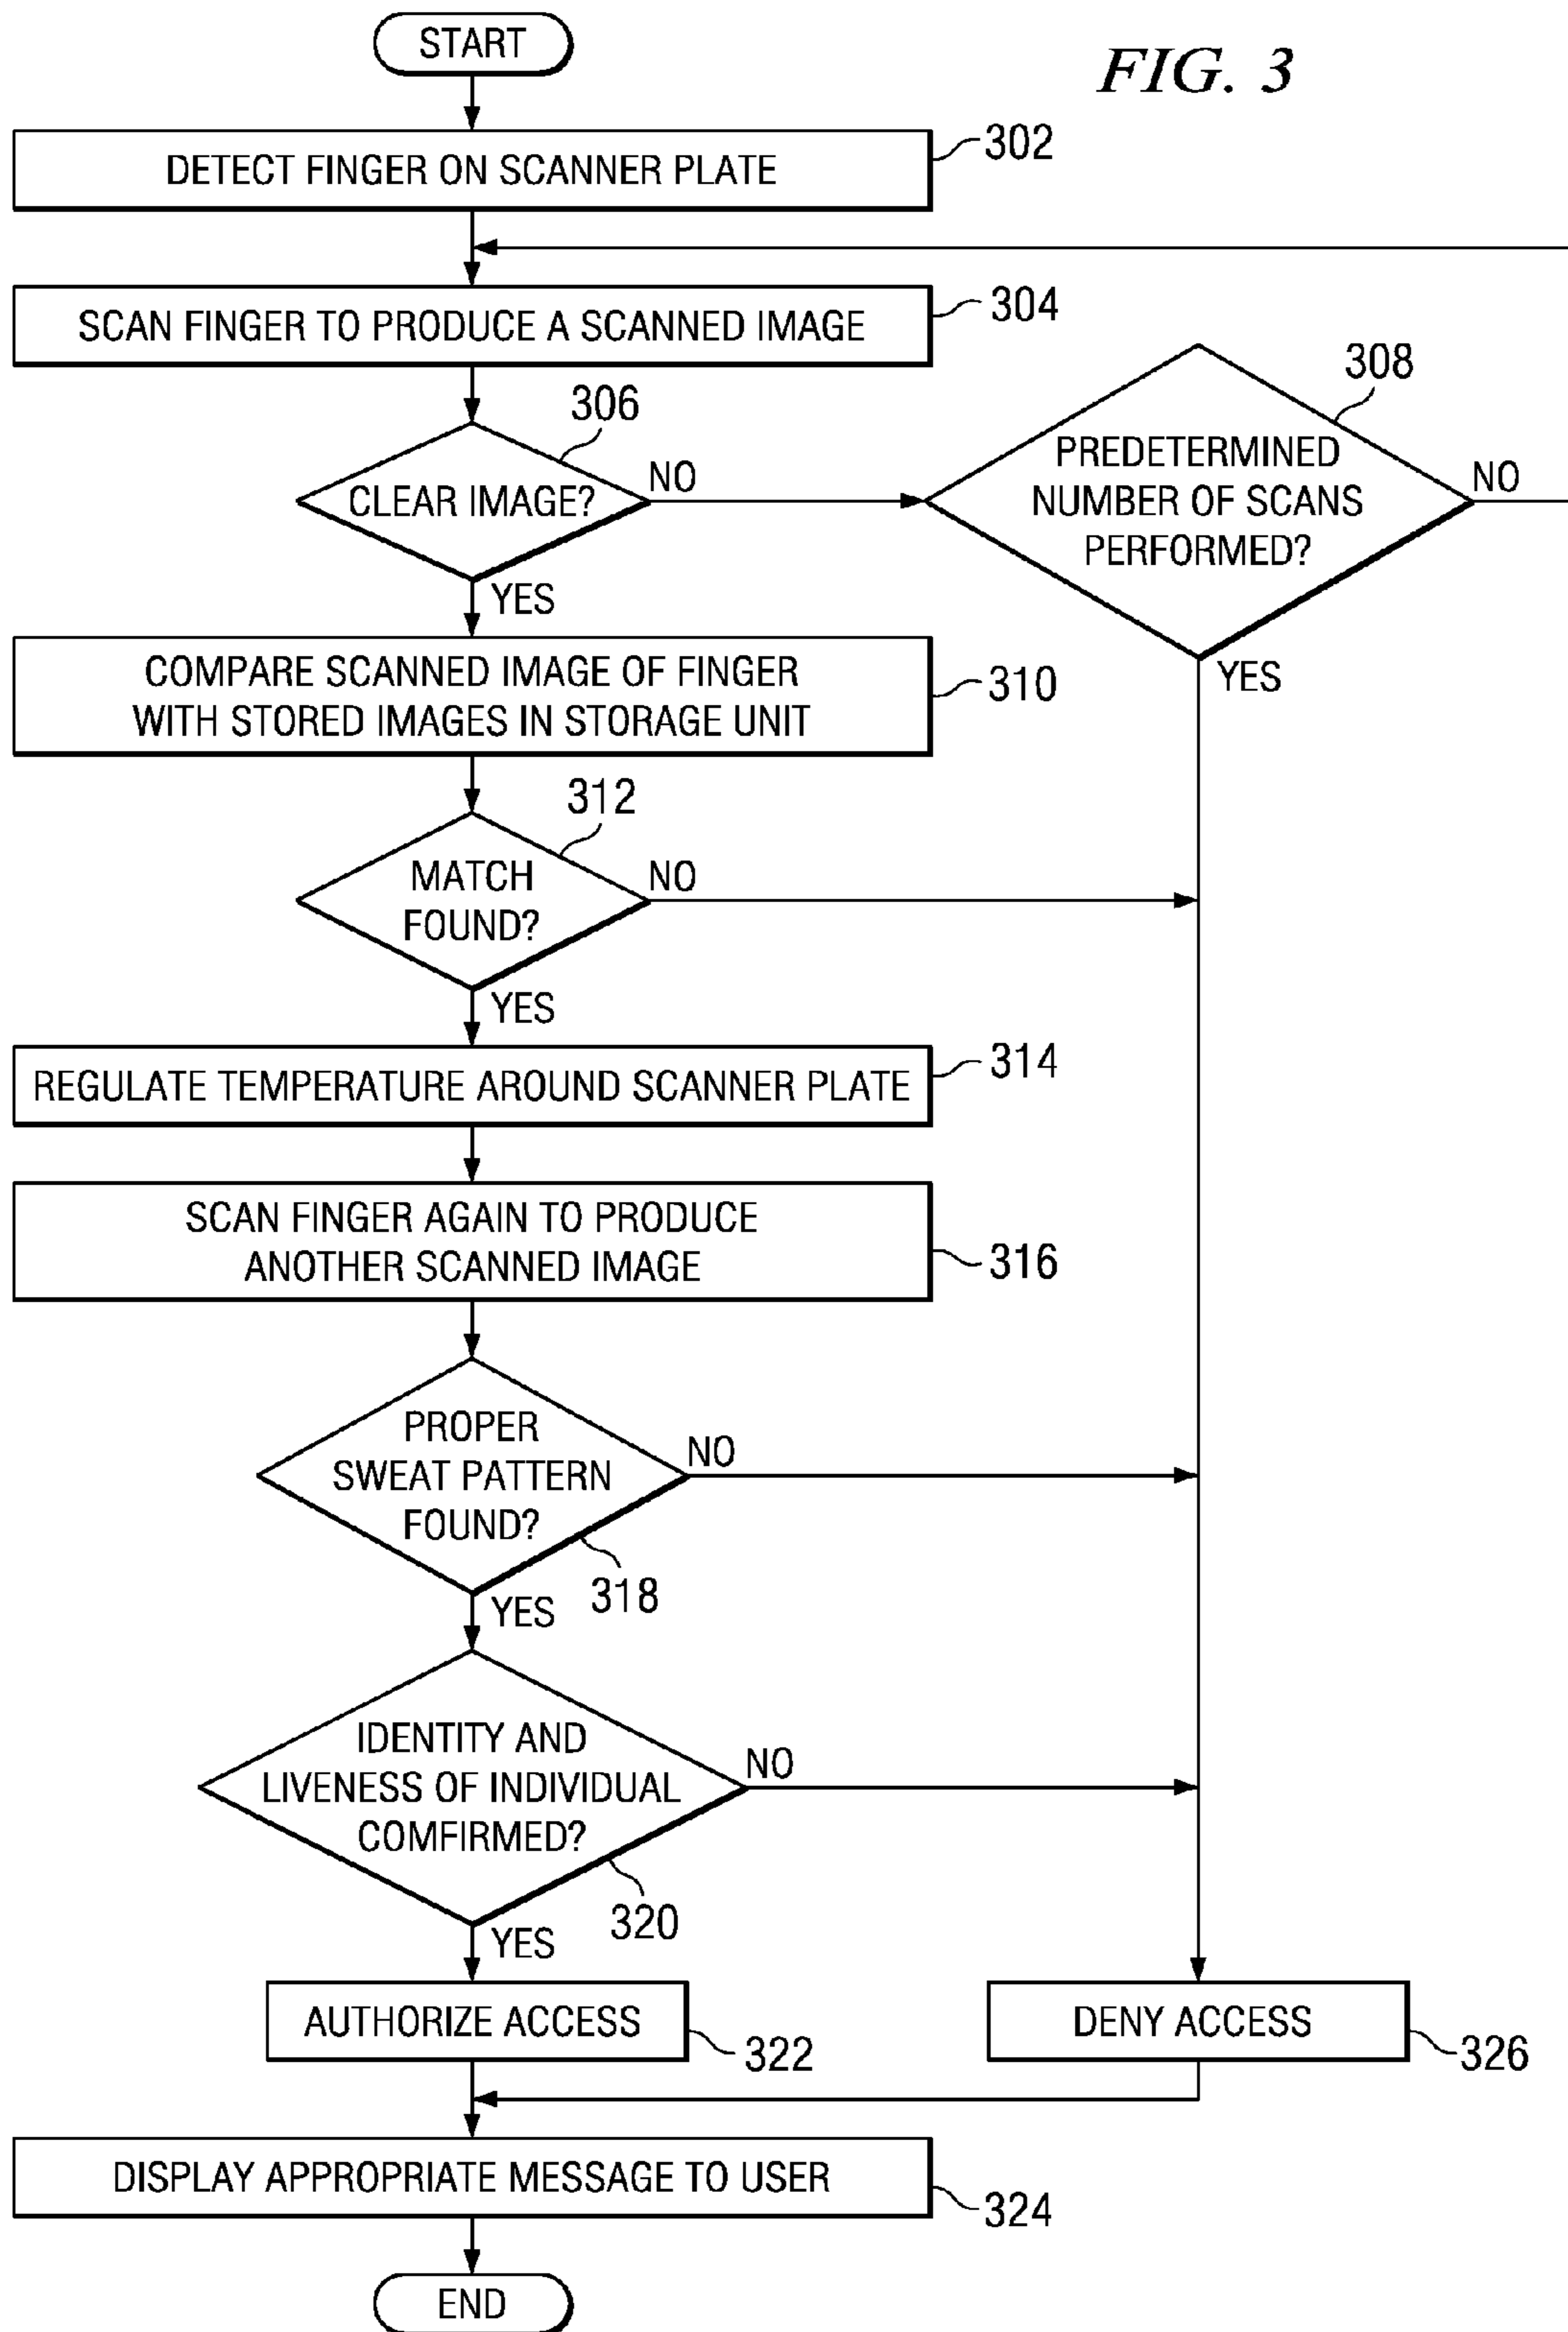 START
FIG. 3
DETECT FINGER ON SCANNER PLATE
302
SCAN FINGER TO PRODUCE A SCANNED IMAGE
304
306
CLEAR IMAGE?
NO
YES
308
PREDETERMINED
NUMBER OF SCANS
PERFORMED?
NO
YES
COMPARE SCANNED IMAGE OF FINGER
WITH STORED IMAGES IN STORAGE UNIT
310
312
MATCH
FOUND?
NO
YES
REGULATE TEMPERATURE AROUND SCANNER PLATE
314
SCAN FINGER AGAIN TO PRODUCE
ANOTHER SCANNED IMAGE
316
PROPER
SWEAT PATTERN
FOUND?
NO
318
YES
IDENTITY AND
LIVENESS OF INDIVIDUAL
COMFIRMED?
NO
320
YES
AUTHORIZE ACCESS
322
DENY ACCESS
326
DISPLAY APPROPRIATE MESSAGE TO USER
324
END